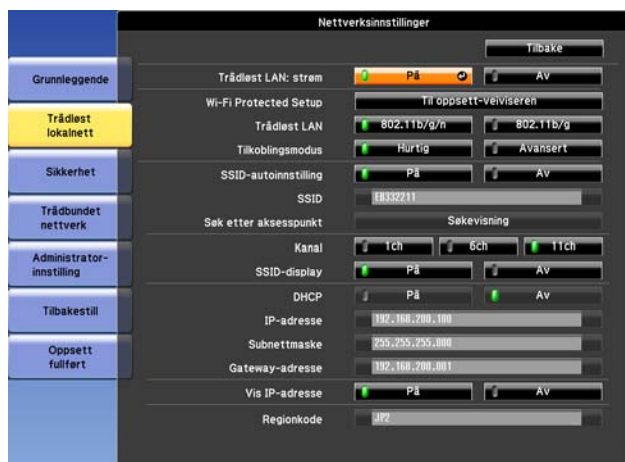 Nettverksinnstillinger
Tilbake
Grunnleggende
Trådløst lokalnett
Sikkerhet
Trådbundet nettverk
Administrator-innstilling
Tilbakestill
Oppsett fullført
Trådløst LAN: strøm På Av
Wi-Fi Protected Setup Til oppsett-veiviseren
Trådløst LAN 802.11b/g/n 802.11b/g
Tilkoblingsmodus Hurtig Avansert
SSID-autoinnstilling På Av
SSID EB332211
Søk etter aksesspunkt Søkevisning
Kanal 1ch 6ch 11ch
SSID-display På Av
DHCP På Av
IP-adresse 192.168.200.100
Subnettmaske 255.255.255.000
Gateway-adresse 192.168.200.001
Vis IP-adresse På Av
Regionkode JP2